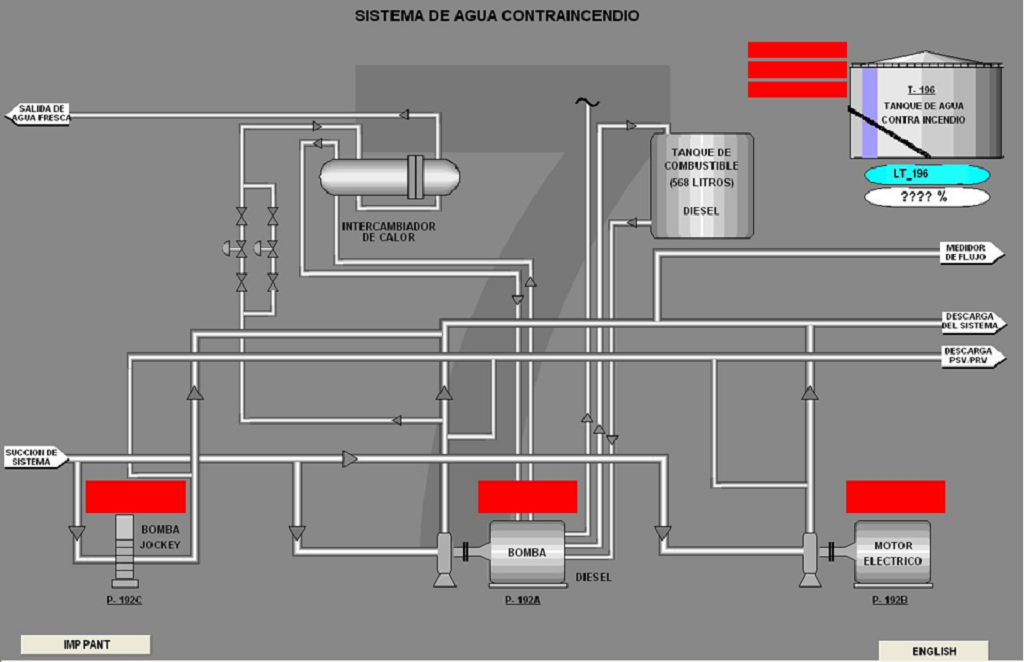 SISTEMA DE AGUA CONTRAINCENDIO
SALIDA DE
AGUA FRESCA
T- 196
TANQUE DE AGUA
CONTRA INCENDIO
LT_196
???? %
TANQUE DE
COMBUSTIBLE
(568 LITROS)
DIESEL
INTERCAMBIADOR
DE CALOR
MEDIDOR
DE FLUJO
DESCARGA
DEL SISTEMA
DESCARGA
PSV/PRV
SUCCION DE
SISTEMA
BOMBA
JOCKEY
P- 192C
BOMBA
DIESEL
P- 192A
MOTOR
ELECTRICO
P- 192B
IMP PANT
ENGLISH